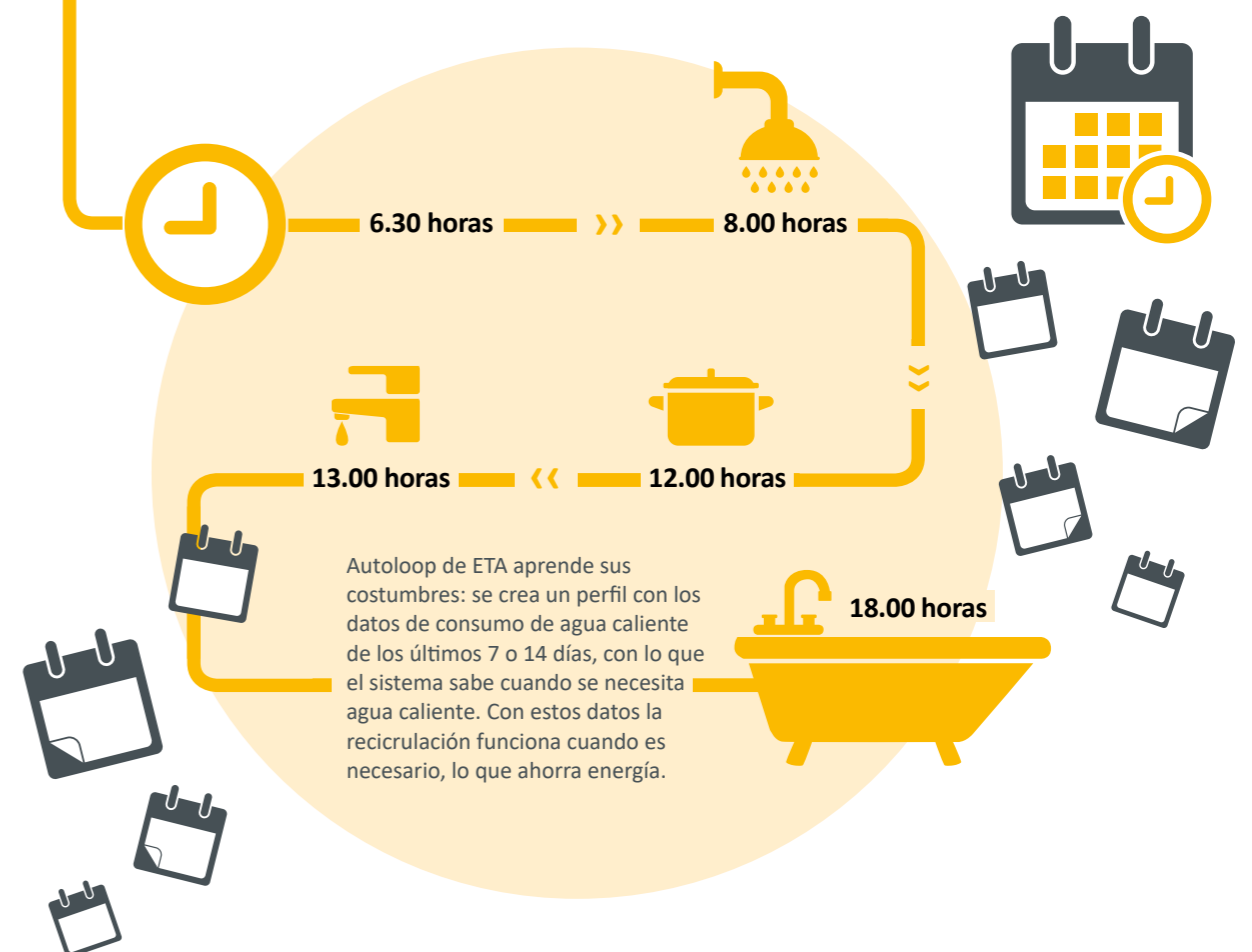 6.30 horas
8.00 horas
13.00 horas
12.00 horas
Autoloop de ETA aprende sus
costumbres: se crea un perfil con los
datos de consumo de agua caliente
de los últimos 7 o 14 días, con lo que
el sistema sabe cuando se necesita
agua caliente. Con estos datos la
recicrulación funciona cuando es
necesario, lo que ahorra energía.
18.00 horas